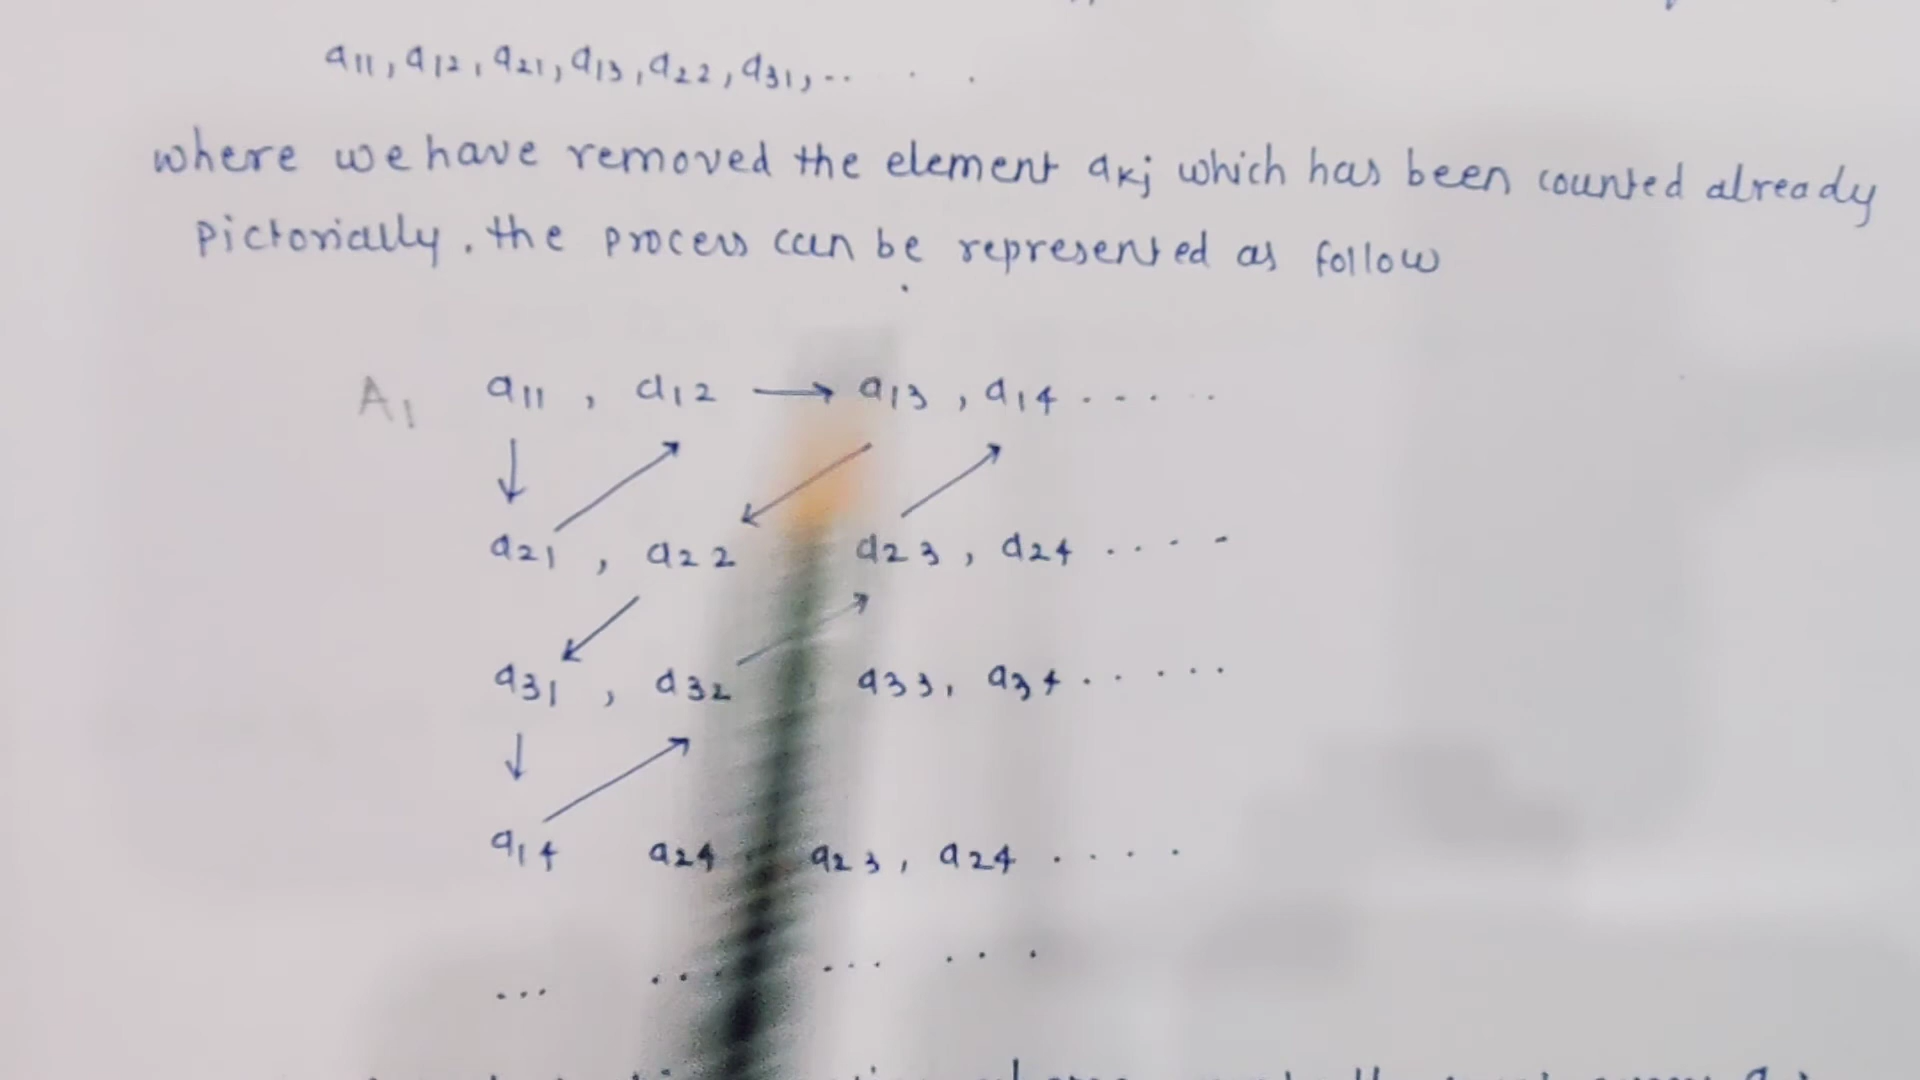 a11, a12, a21, a13, a22, a31, .. . .
where we have removed the element akj which has been counted already
pictorially. the process can be represented as follow
A1 a11 , a12 → a13 , a14 . . . . .
a21 , a22 a23 , a24 . . . .
a31 , a32 a33, a34 . . . . .
a14 a24 a23, a24 . . . .
... ... ... . . .